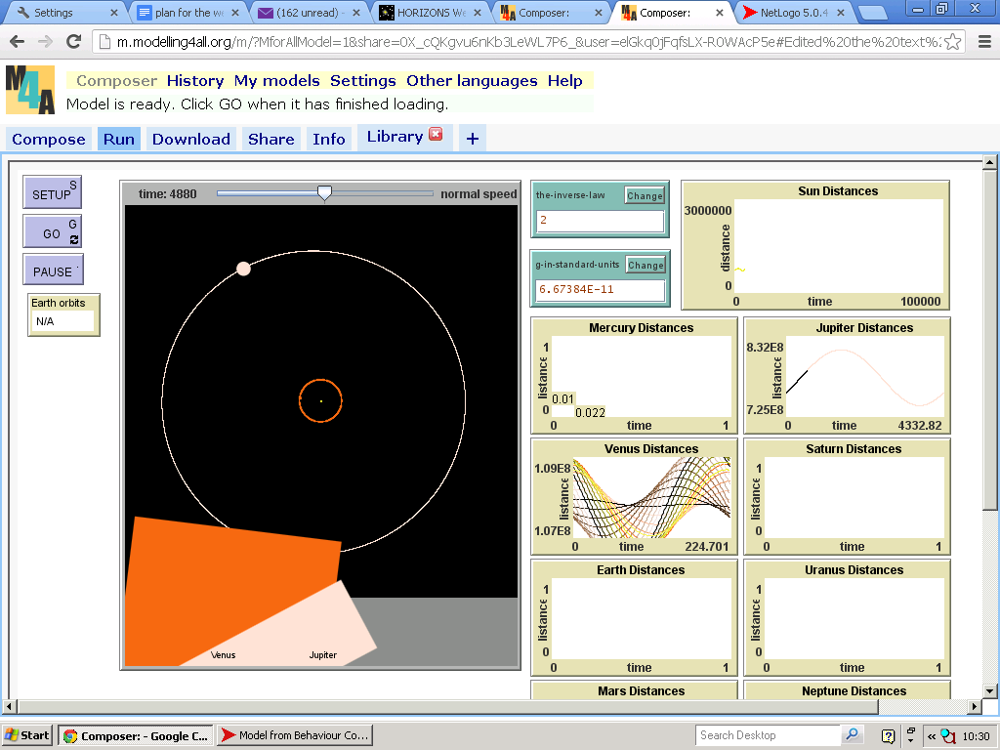 Settings
plan for the we
(162 unread) -
HORIZONS We
Composer:
Composer:
NetLogo 5.0.4
m.modelling4all.org/m/?MforAllModel=1&share=0X_cQKgvu6nKb3LeWL7P6_&user=elGkq0jFqfsLX-R0WAcP5e#Edited%20the%20text%2
M4A
Composer History My models Settings Other languages Help
Model is ready. Click GO when it has finished loading.
Compose Run Download Share Info Library +
SETUP S
GO G
PAUSE
Earth orbits
N/A
time: 4880
normal speed
Venus
Jupiter
the-inverse-law
Change
2
g-in-standard-units
Change
6.67384E-11
Sun Distances
3000000
distance
0
0 time 100000
Mercury Distances
1
distance
0.01
0
0.022
0 time 1
Jupiter Distances
8.32E8
distance
7.25E8
0 time 4332.82
Venus Distances
1.09E8
distance
1.07E8
0 time 224.701
Saturn Distances
1
distance
0
0 time 1
Earth Distances
1
distance
0
0 time 1
Uranus Distances
1
distance
0
0 time 1
Mars Distances
Neptune Distances
Start
Composer: - Google C...
Model from Behaviour Co...
Search Desktop
10:30